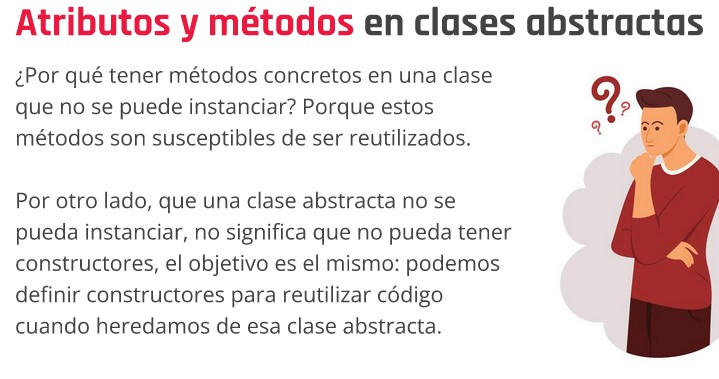 Atributos y métodos en clases abstractas
¿Por qué tener métodos concretos en una clase
que no se puede instanciar? Porque estos
métodos son susceptibles de ser reutilizados.
Por otro lado, que una clase abstracta no se
pueda instanciar, no significa que no pueda tener
constructores, el objetivo es el mismo: podemos
definir constructores para reutilizar código
cuando heredamos de esa clase abstracta.
???